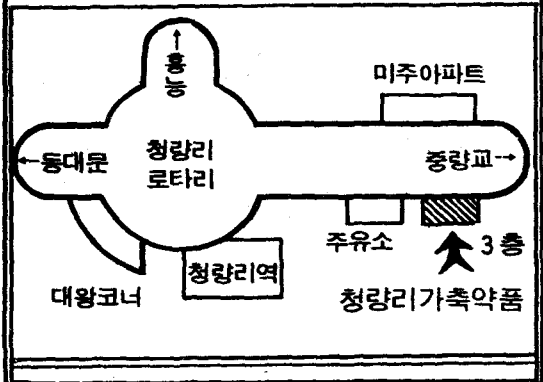 ↑
홍능
미주아파트
←동대문
청량리
로타리
중량교→
주유소
3층
대왕코너
청량리역
청량리가축약품